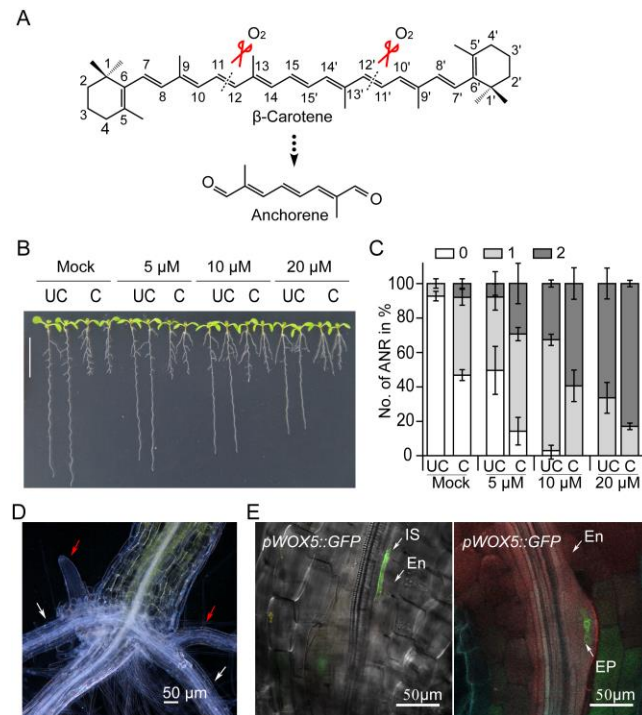 A
O2 O2
1 7 9 11 13 15 14' 12' 10' 8' 5' 4'
2 6 3'
3 5 8 10 12 14 15' 13' 11' 9' 7' 6' 2'
4 1'
β-Carotene
O O
Anchorene
B
Mock 5 µM 10 µM 20 µM
UC C UC C UC C UC C
C
0 1 2
No. of ANR in %
100
80
60
40
20
0
UC C UC C UC C UC C
Mock 5 µM 10 µM 20 µM
D
50 µm
E
pWOX5::GFP IS
En
50µm
pWOX5::GFP En
EP
50µm